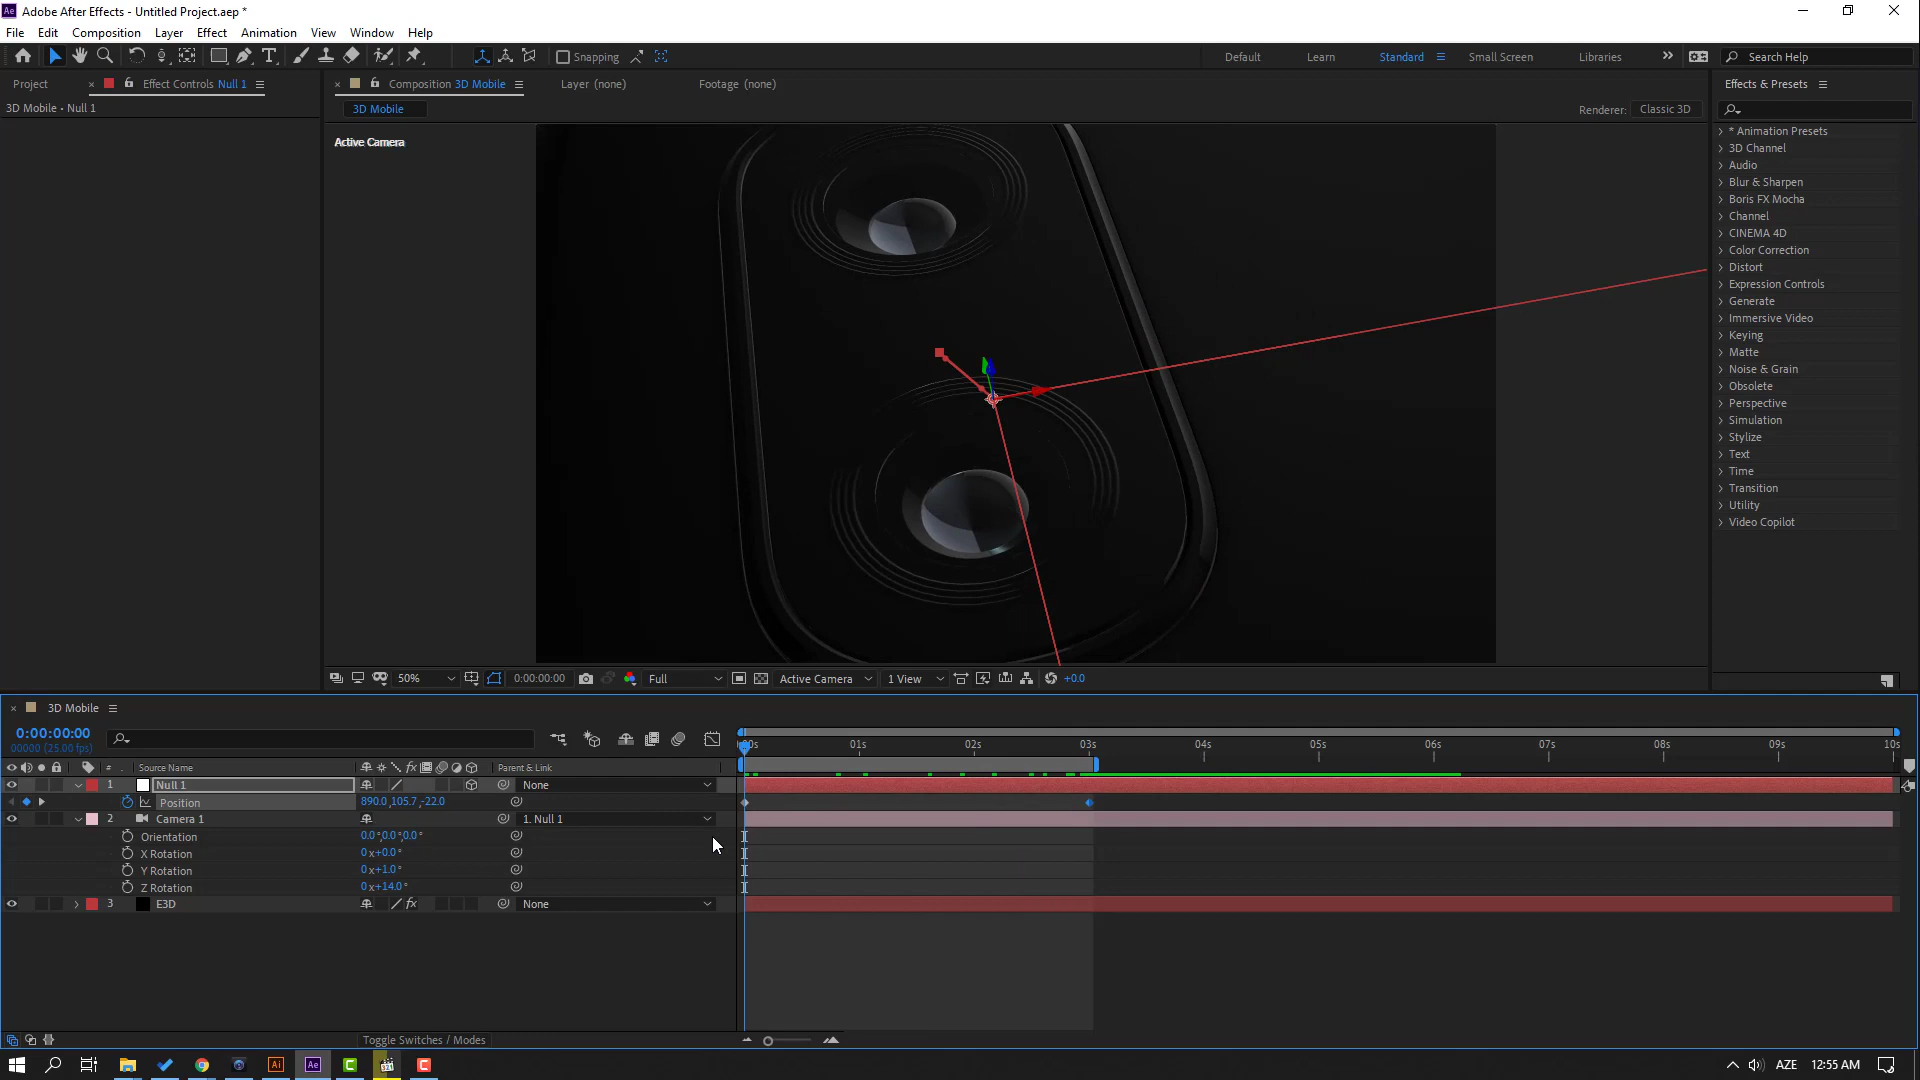 Ae Adobe After Effects - Untitled Project.aep *
File Edit Composition Layer Effect Animation View Window Help
Snapping Default Learn Standard Small Screen Libraries Search Help
Project Effect Controls Null 1 Composition 3D Mobile Layer (none) Footage (none) Effects & Presets
3D Mobile • Null 1
3D Mobile
Renderer: Classic 3D
Active Camera
* Animation Presets
3D Channel
Audio
Blur & Sharpen
Boris FX Mocha
Channel
CINEMA 4D
Color Correction
Distort
Expression Controls
Generate
Immersive Video
Keying
Matte
Noise & Grain
Obsolete
Perspective
Simulation
Stylize
Text
Time
Transition
Utility
Video Copilot
50% 0:00:00:00 Full Active Camera 1 View +0.0
3D Mobile
0:00:00:00
00000 (25.00 fps)
:00s 01s 02s 03s 04s 05s 06s 07s 08s 09s 10s
# . Source Name fx Parent & Link
1 Null 1 None
Position 890.0,105.7,-22.0
2 Camera 1 1. Null 1
Orientation 0.0°,0.0°,0.0°
X Rotation 0x+0.0°
Y Rotation 0x+1.0°
Z Rotation 0x+14.0°
3 E3D fx None
Toggle Switches / Modes
Ai Ae C C AZE 12:55 AM